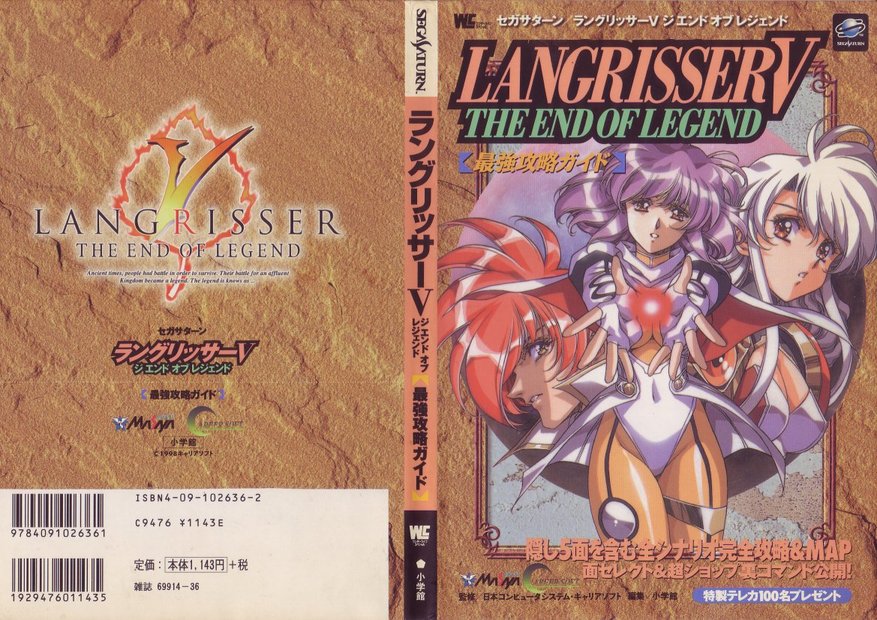 LANGRISSER
V
THE END OF LEGEND
Ancient times, people had battle in order to survive. Their battle for an affluent
Kingdom became a legend. The legend is knows as ...
セガサターン
ラングリッサーV
ジ エンド オブ レジェンド
【最強攻略ガイド】
MASAYA
CAREER SOFT
小学館
©1998キャリアソフト
ISBN4-09-102636-2
C9476 ¥1143E
9784091026361
定価：本体1,143円+税
雑誌 69914-36
1929476011435
SEGA SATURN
ラングリッサーV
ジ エンド オブ
レジェンド
【最強攻略ガイド】
小学館
セガサターン／ラングリッサーV ジ エンド オブ レジェンド
SEGA SATURN
LANGRISSER V
THE END OF LEGEND
【最強攻略ガイド】
隠し5面を含む全シナリオ完全攻略&MAP
面セレクト&超ショップ裏コマンド公開!
MASAYA
CAREER SOFT
監修 日本コンピュータシステム・キャリアソフト 編集 小学館
特製テレカ100名プレゼント